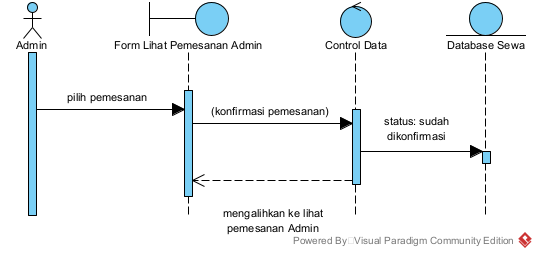 Admin
Form Lihat Pemesanan Admin
Control Data
Database Sewa
pilih pemesanan
(konfirmasi pemesanan)
status: sudah
dikonfirmasi
mengalihkan ke lihat
pemesanan Admin
Powered By Visual Paradigm Community Edition